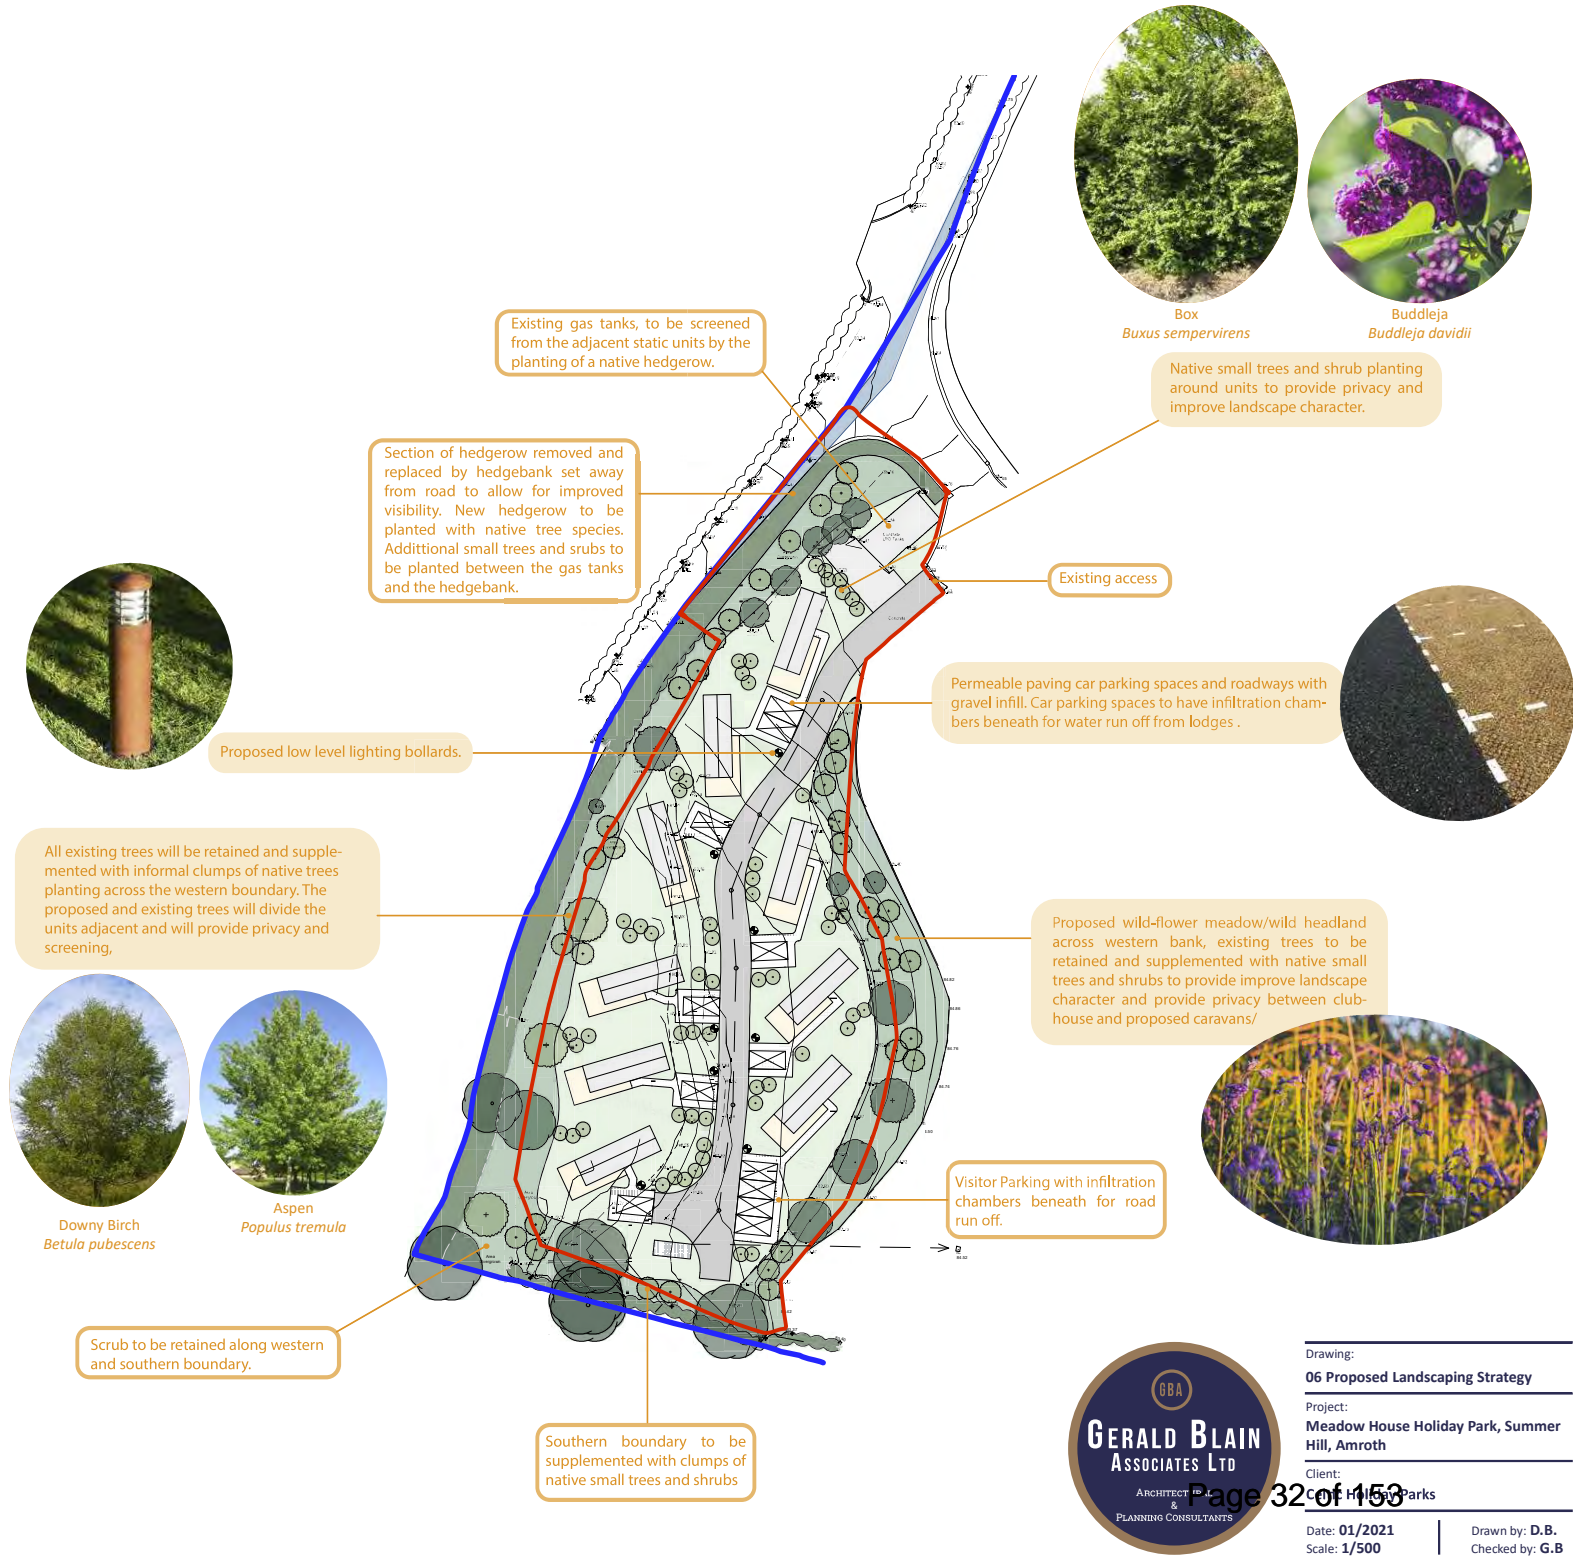 Box
Buxus sempervirens
Buddleja
Buddleja davidii
Existing gas tanks, to be screened
from the adjacent static units by the
planting of a native hedgerow.
Native small trees and shrub planting
around units to provide privacy and
improve landscape character.
Section of hedgerow removed and
replaced by hedgebank set away
from road to allow for improved
visibility. New hedgerow to be
planted with native tree species.
Addittional small trees and srubs to
be planted between the gas tanks
and the hedgebank.
Existing access
Permeable paving car parking spaces and roadways with
gravel infill. Car parking spaces to have infiltration cham-
bers beneath for water run off from lodges .
Proposed low level lighting bollards.
All existing trees will be retained and supple-
mented with informal clumps of native trees
planting across the western boundary. The
proposed and existing trees will divide the
units adjacent and will provide privacy and
screening,
Proposed wild-flower meadow/wild headland
across western bank, existing trees to be
retained and supplemented with native small
trees and shrubs to provide improve landscape
character and provide privacy between club-
house and proposed caravans/
Downy Birch
Betula pubescens
Aspen
Populus tremula
Visitor Parking with infiltration
chambers beneath for road
run off.
Scrub to be retained along western
and southern boundary.
Southern boundary to be
supplemented with clumps of
native small trees and shrubs
GBA
GERALD BLAIN
ASSOCIATES LTD
ARCHITECTURAL
&
PLANNING CONSULTANTS
Drawing:
06 Proposed Landscaping Strategy
Project:
Meadow House Holiday Park, Summer
Hill, Amroth
Client:
Celtic Holiday Parks
Page 32 of 153
Date: 01/2021
Scale: 1/500
Drawn by: D.B.
Checked by: G.B